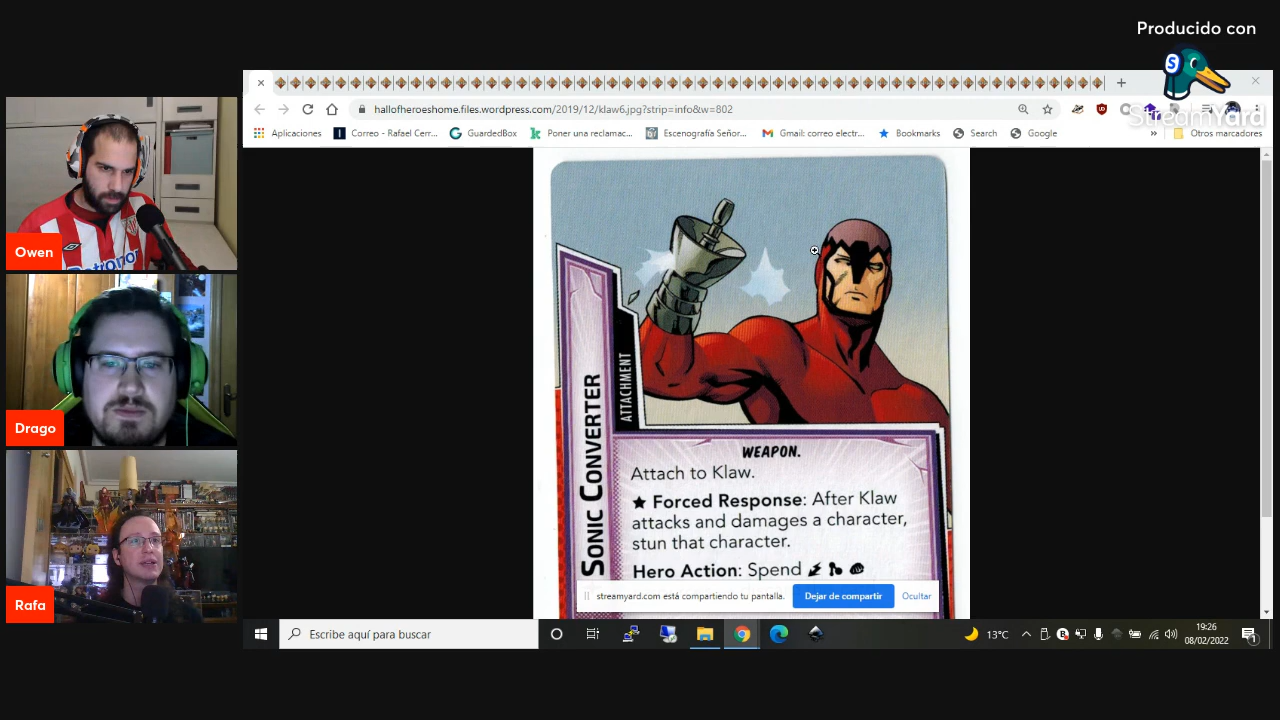 Producido con
StreamYard
hallofheroeshome.files.wordpress.com/2019/12/klaw6.jpg?strip=info&w=802
Aplicaciones
Correo - Rafael Cerr...
GuardedBox
Poner una reclamac...
Escenografía Señor...
Gmail: correo electr...
Bookmarks
Search
Google
»
Otros marcadores
Owen
Drago
Rafa
SONIC CONVERTER
ATTACHMENT
WEAPON.
Attach to Klaw.
★ Forced Response: After Klaw
attacks and damages a character,
stun that character.
Hero Action: Spend
streamyard.com está compartiendo tu pantalla.
Dejar de compartir
Ocultar
Escribe aquí para buscar
13°C
19:26
08/02/2022